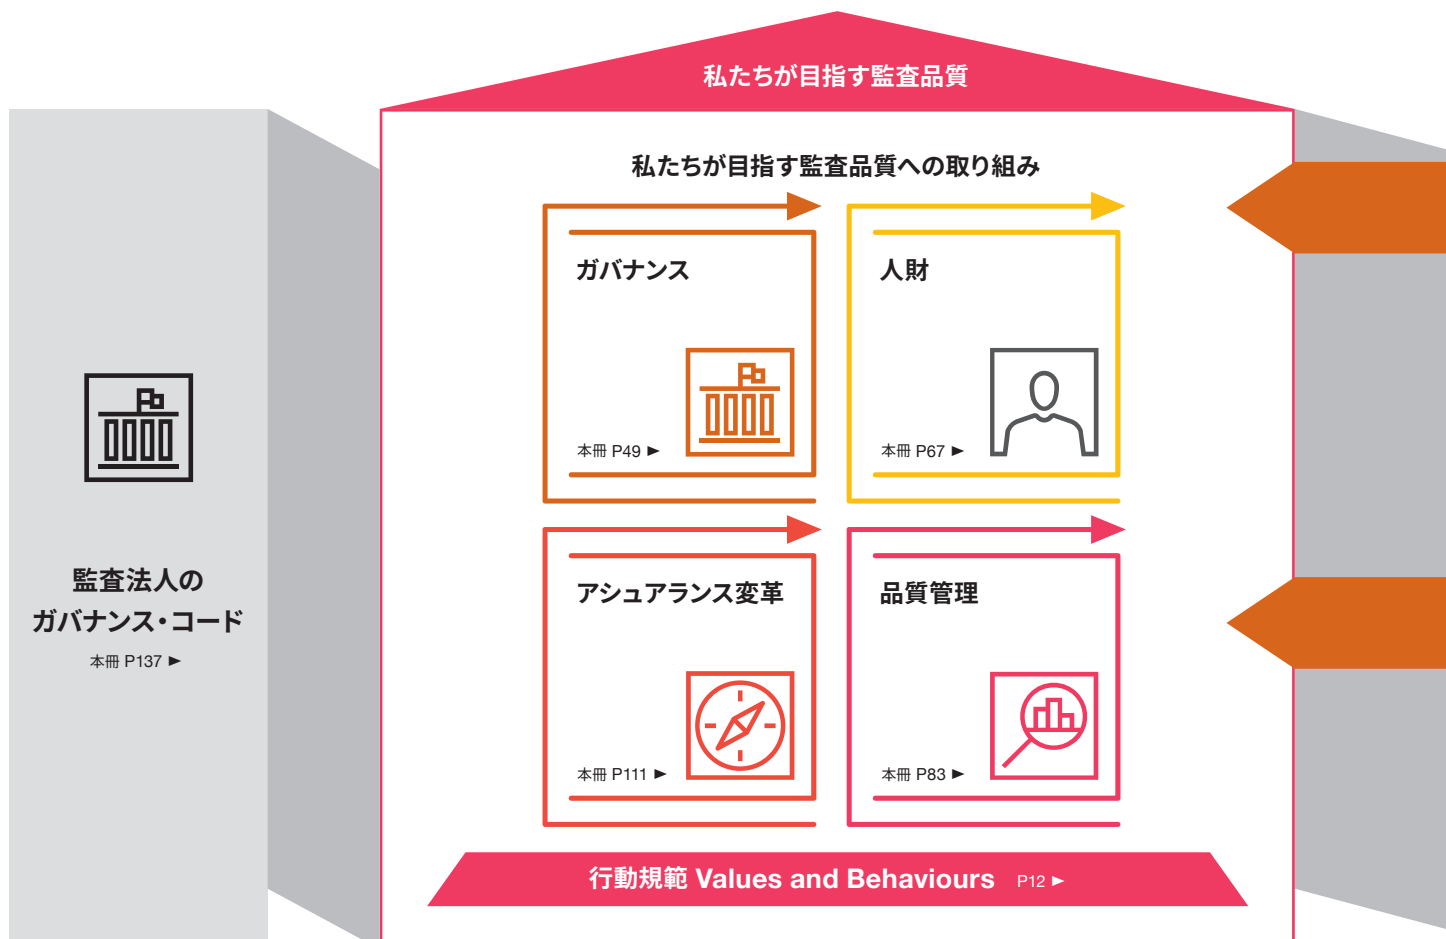 私たちが目指す監査品質
私たちが目指す監査品質への取り組み
ガバナンス
本冊 P49 ►
人財
本冊 P67 ►
アシュアランス変革
本冊 P111 ►
品質管理
本冊 P83 ►
行動規範 Values and Behaviours P12 ►
監査法人の
ガバナンス・コード
本冊 P137 ►